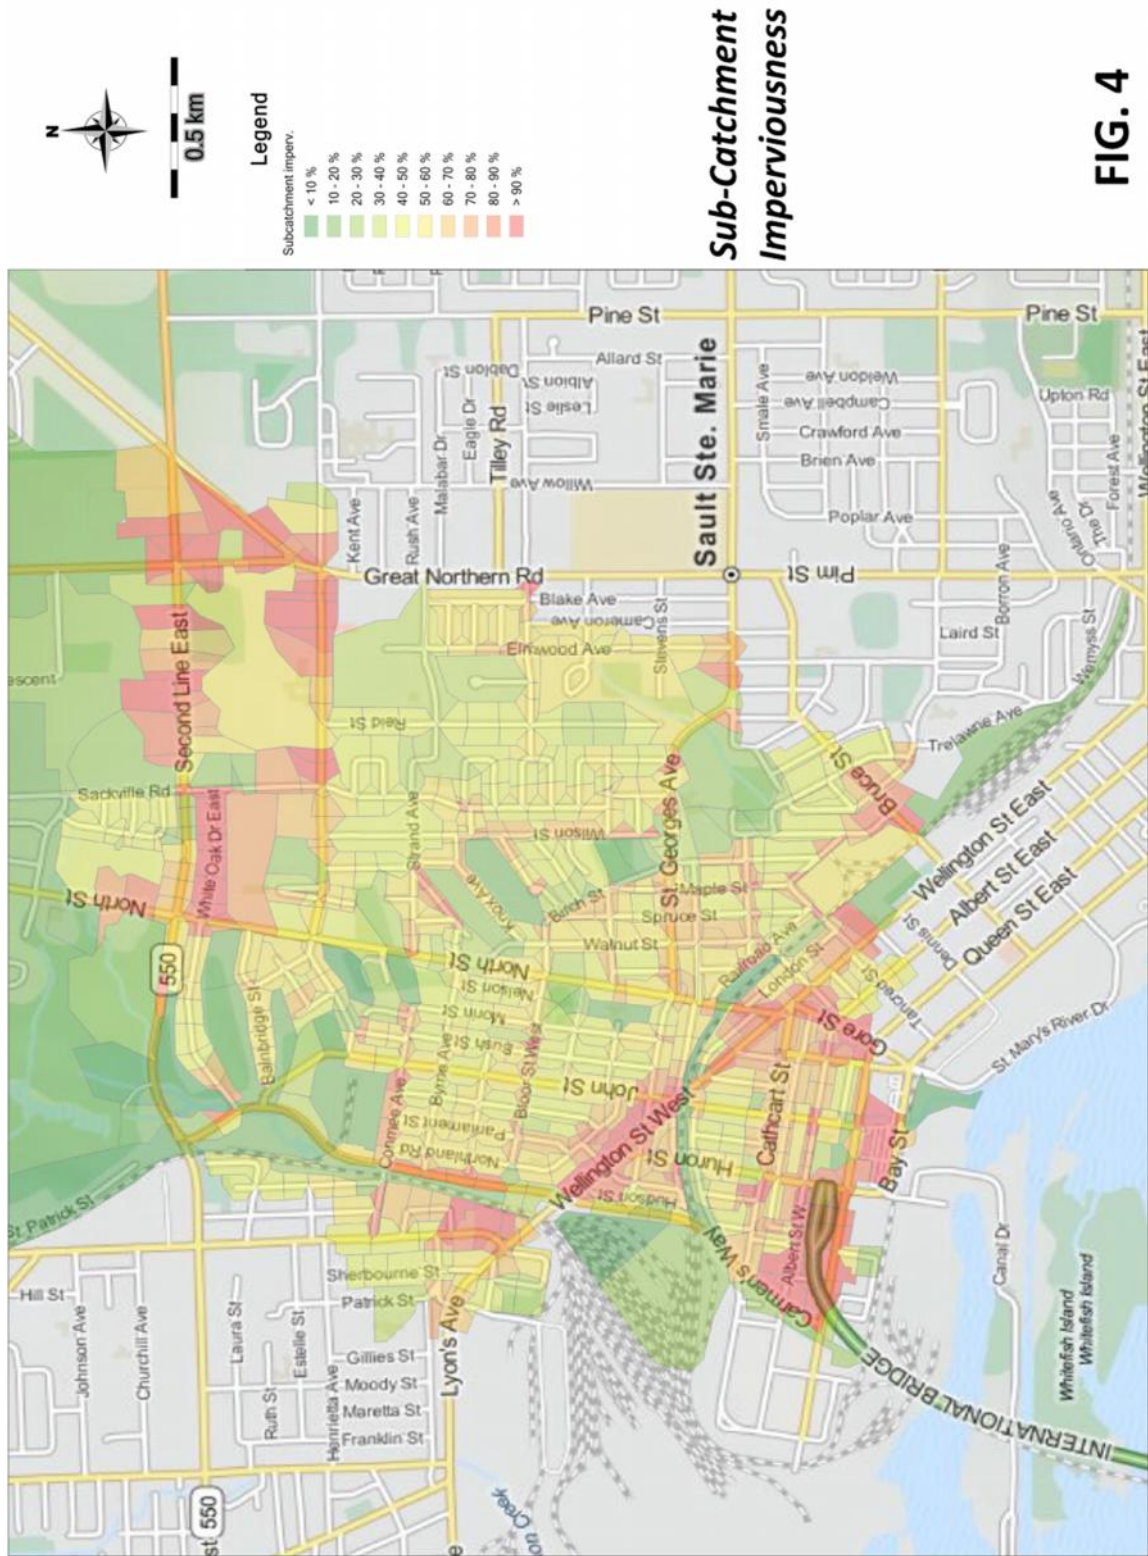 N
0.5 km
Legend
Subcatchment imperv.
< 10 %
10 - 20 %
20 - 30 %
30 - 40 %
40 - 50 %
50 - 60 %
60 - 70 %
70 - 80 %
80 - 90 %
> 90 %
Sub-Catchment
Imperviousness
FIG. 4
Pine St
Pine St
Allard St
Dablon St
Albion St
Leslie St
Eagle Dr
Malabar Dr
Tilley Rd
Willow Ave
Kent Ave
Rush Ave
Great Northern Rd
Sault Ste. Marie
Smale Ave
Weldon Ave
Campbell Ave
Crawford Ave
Brien Ave
Poplar Ave
Upton Rd
Forest Ave
Ontario Ave
The Dr
Wellington St East
Pim St
Borron Ave
Laird St
Wemyss St
Trelawne Ave
Blake Ave
Cameron Ave
Stevens St
Elmwood Ave
Reid St
Second Line East
escent
Sackville Rd
White Oak Dr East
North St
550
Strand Ave
Wilson St
St Georges Ave
Bruce St
Knox Ave
Birch St
Maple St
Spruce St
Walnut St
North St
Nelson St
Morin St
Bush St
Byrne Ave
Bloor St West
John St
Parliament St
Northland Rd
Conmee Ave
Bainbridge St
Railroad Ave
London St
Wellington St East
Albert St East
Queen St East
Dennis St
Tancred St
Gore St
St. Mary's River Dr
Cathcart St
Wellington St West
Huron St
Hudson St
Bay St
Albert St W
Carmen's Way
Canal Dr
INTERNATIONAL BRIDGE
Whitefish Island
Whitefish Island
St. Patrick St
Hill St
Johnson Ave
Churchill Ave
Laura St
Estelle St
Ruth St
Henrietta Ave
Sherbourne St
Patrick St
Lyon's Ave
Gillies St
Moody St
Maretta St
Franklin St
550
st
on Creek
e